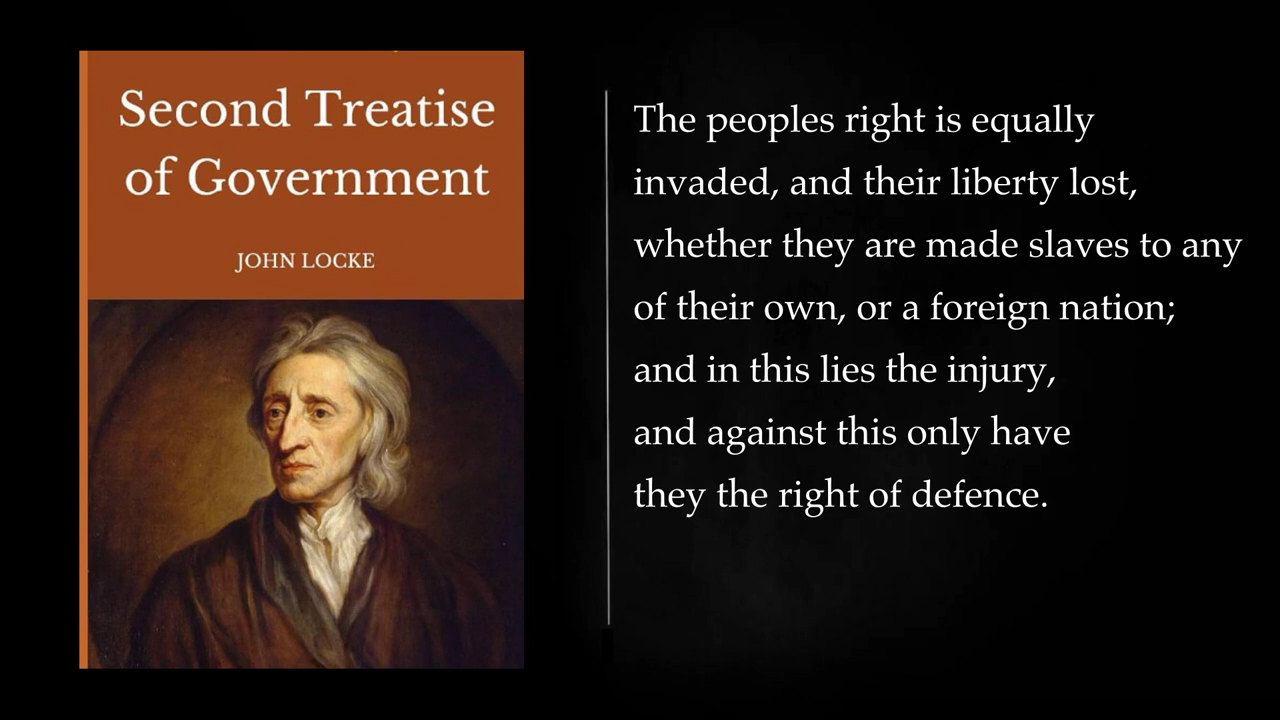 Second Treatise
of Government
JOHN LOCKE
The peoples right is equally
invaded, and their liberty lost,
whether they are made slaves to any
of their own, or a foreign nation;
and in this lies the injury,
and against this only have
they the right of defence.